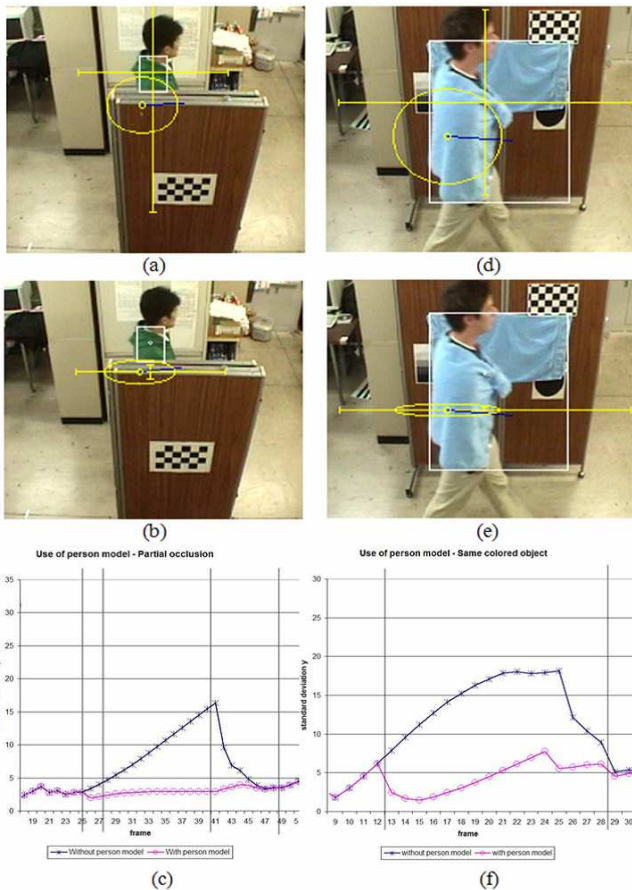 (a)
(d)
(b)
(e)
Use of person model - Partial occlusion
35
30
25
20
15
10
5
0
19 21 23 25 27 29 31 33 35 37 39 41 43 45 47 49 5
frame
Without person model With person model
(c)
Use of person model - Same colored object
standard deviation y
30
25
20
15
10
5
0
9 10 11 12 13 14 15 16 17 18 19 20 21 22 23 24 25 26 27 28 29 30
frame
without person model with person model
(f)